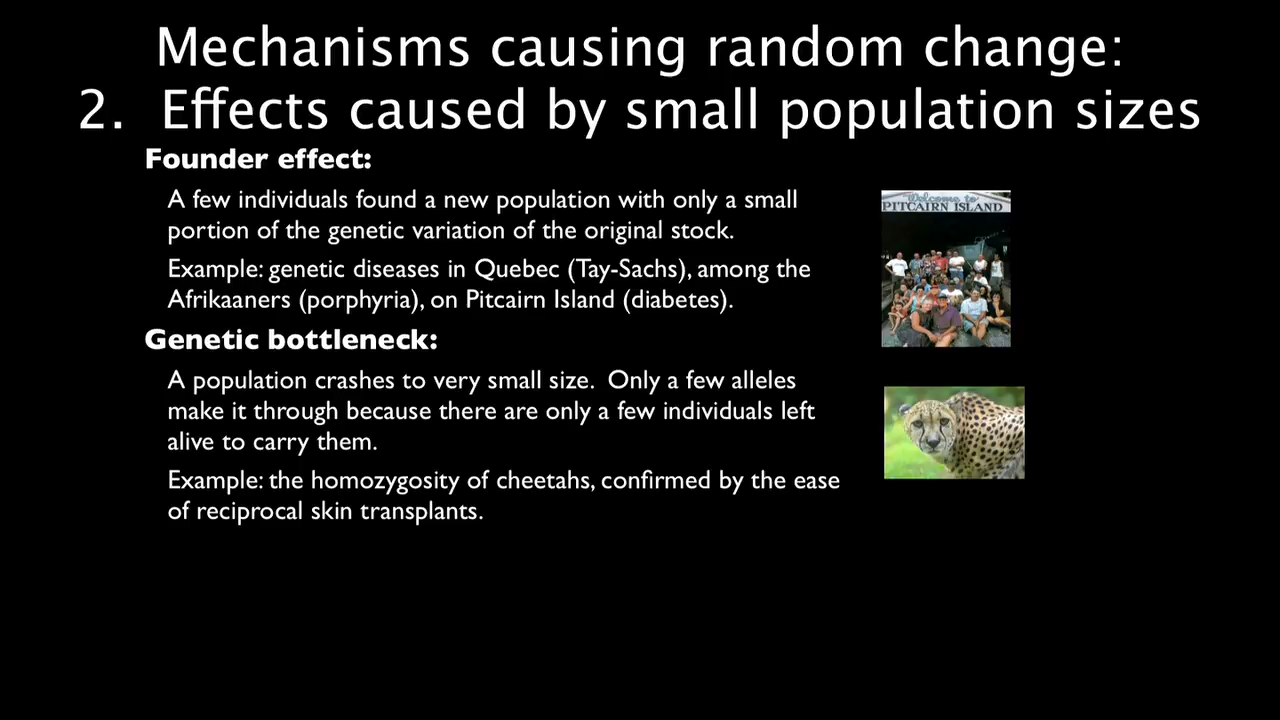 Mechanisms causing random change:
2. Effects caused by small population sizes
Founder effect:
A few individuals found a new population with only a small
portion of the genetic variation of the original stock.
Example: genetic diseases in Quebec (Tay-Sachs), among the
Afrikaaners (porphyria), on Pitcairn Island (diabetes).
Welcome to
PITCAIRN ISLAND
Genetic bottleneck:
A population crashes to very small size. Only a few alleles
make it through because there are only a few individuals left
alive to carry them.
Example: the homozygosity of cheetahs, confirmed by the ease
of reciprocal skin transplants.